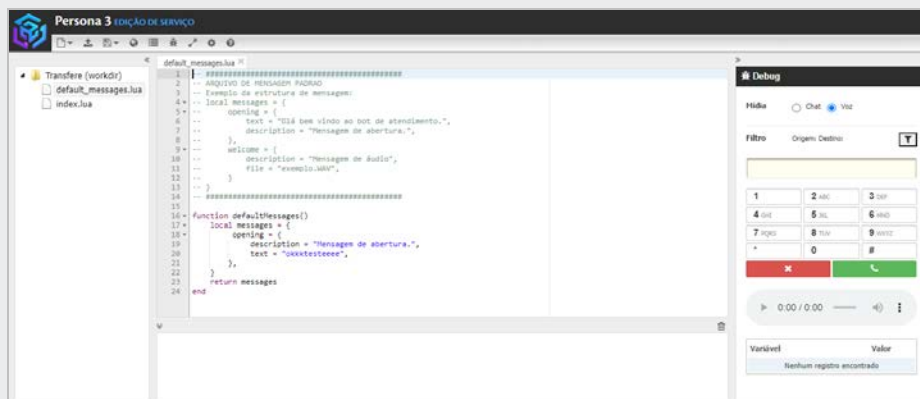 Persona 3 EDIÇÃO DE SERVIÇO
Transfere (workdir)
default_messages.lua
index.lua
default_messages.lua
1 -- ############################################
2 -- ARQUIVO DE MENSAGEM PADRAO
3 -- Exemplo da estrutura de mensagem:
4 -- local messages = {
5 -- opening = {
6 -- text = "Olá bem vindo ao bot de atendimento.",
7 -- description = "Mensagem de abertura.",
8 -- },
9 -- welcome = {
10 -- description = "Mensagem de áudio",
11 -- file = "exemplo.WAV",
12 -- }
13 -- }
14 -- ############################################
15
16 function defaultMessages()
17 local messages = {
18 opening = {
19 description = "Mensagem de abertura.",
20 text = "okkktesteeee",
21 },
22 }
23 return messages
24 end
Debug
Mídia Chat Voz
Filtro Origem: Destino:
1 2 ABC 3 DEF
4 GHI 5 JKL 6 MNO
7 PQRS 8 TUV 9 WXYZ
* 0 #
0:00 / 0:00
Variável Valor
Nenhum registro encontrado